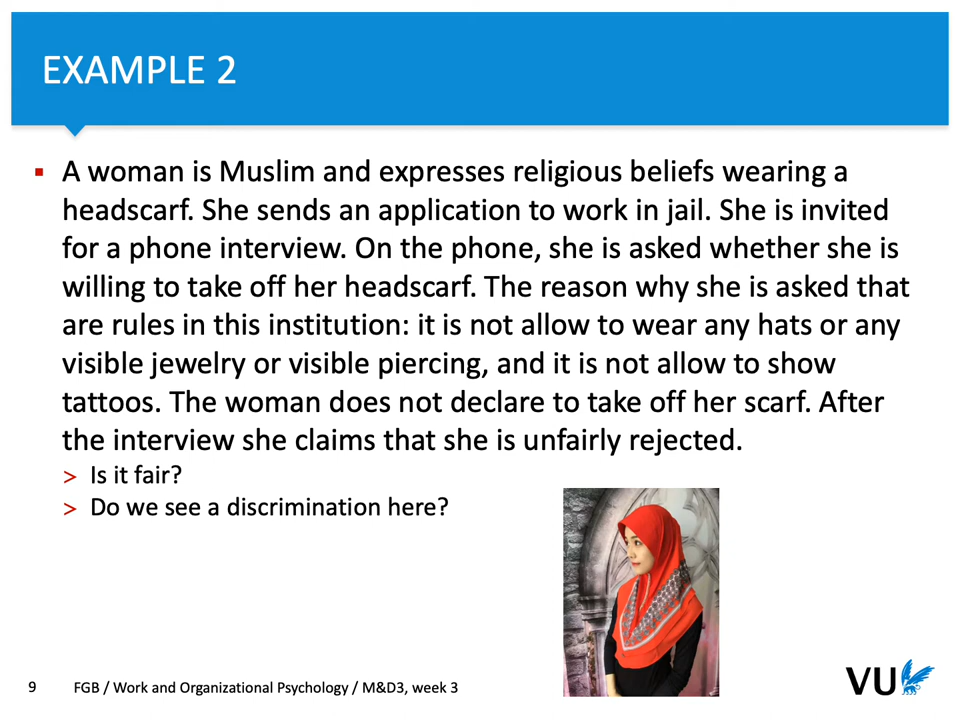 EXAMPLE 2
▪ A woman is Muslim and expresses religious beliefs wearing a
headscarf. She sends an application to work in jail. She is invited
for a phone interview. On the phone, she is asked whether she is
willing to take off her headscarf. The reason why she is asked that
are rules in this institution: it is not allow to wear any hats or any
visible jewelry or visible piercing, and it is not allow to show
tattoos. The woman does not declare to take off her scarf. After
the interview she claims that she is unfairly rejected.
> Is it fair?
> Do we see a discrimination here?
9 FGB / Work and Organizational Psychology / M&D3, week 3
VU